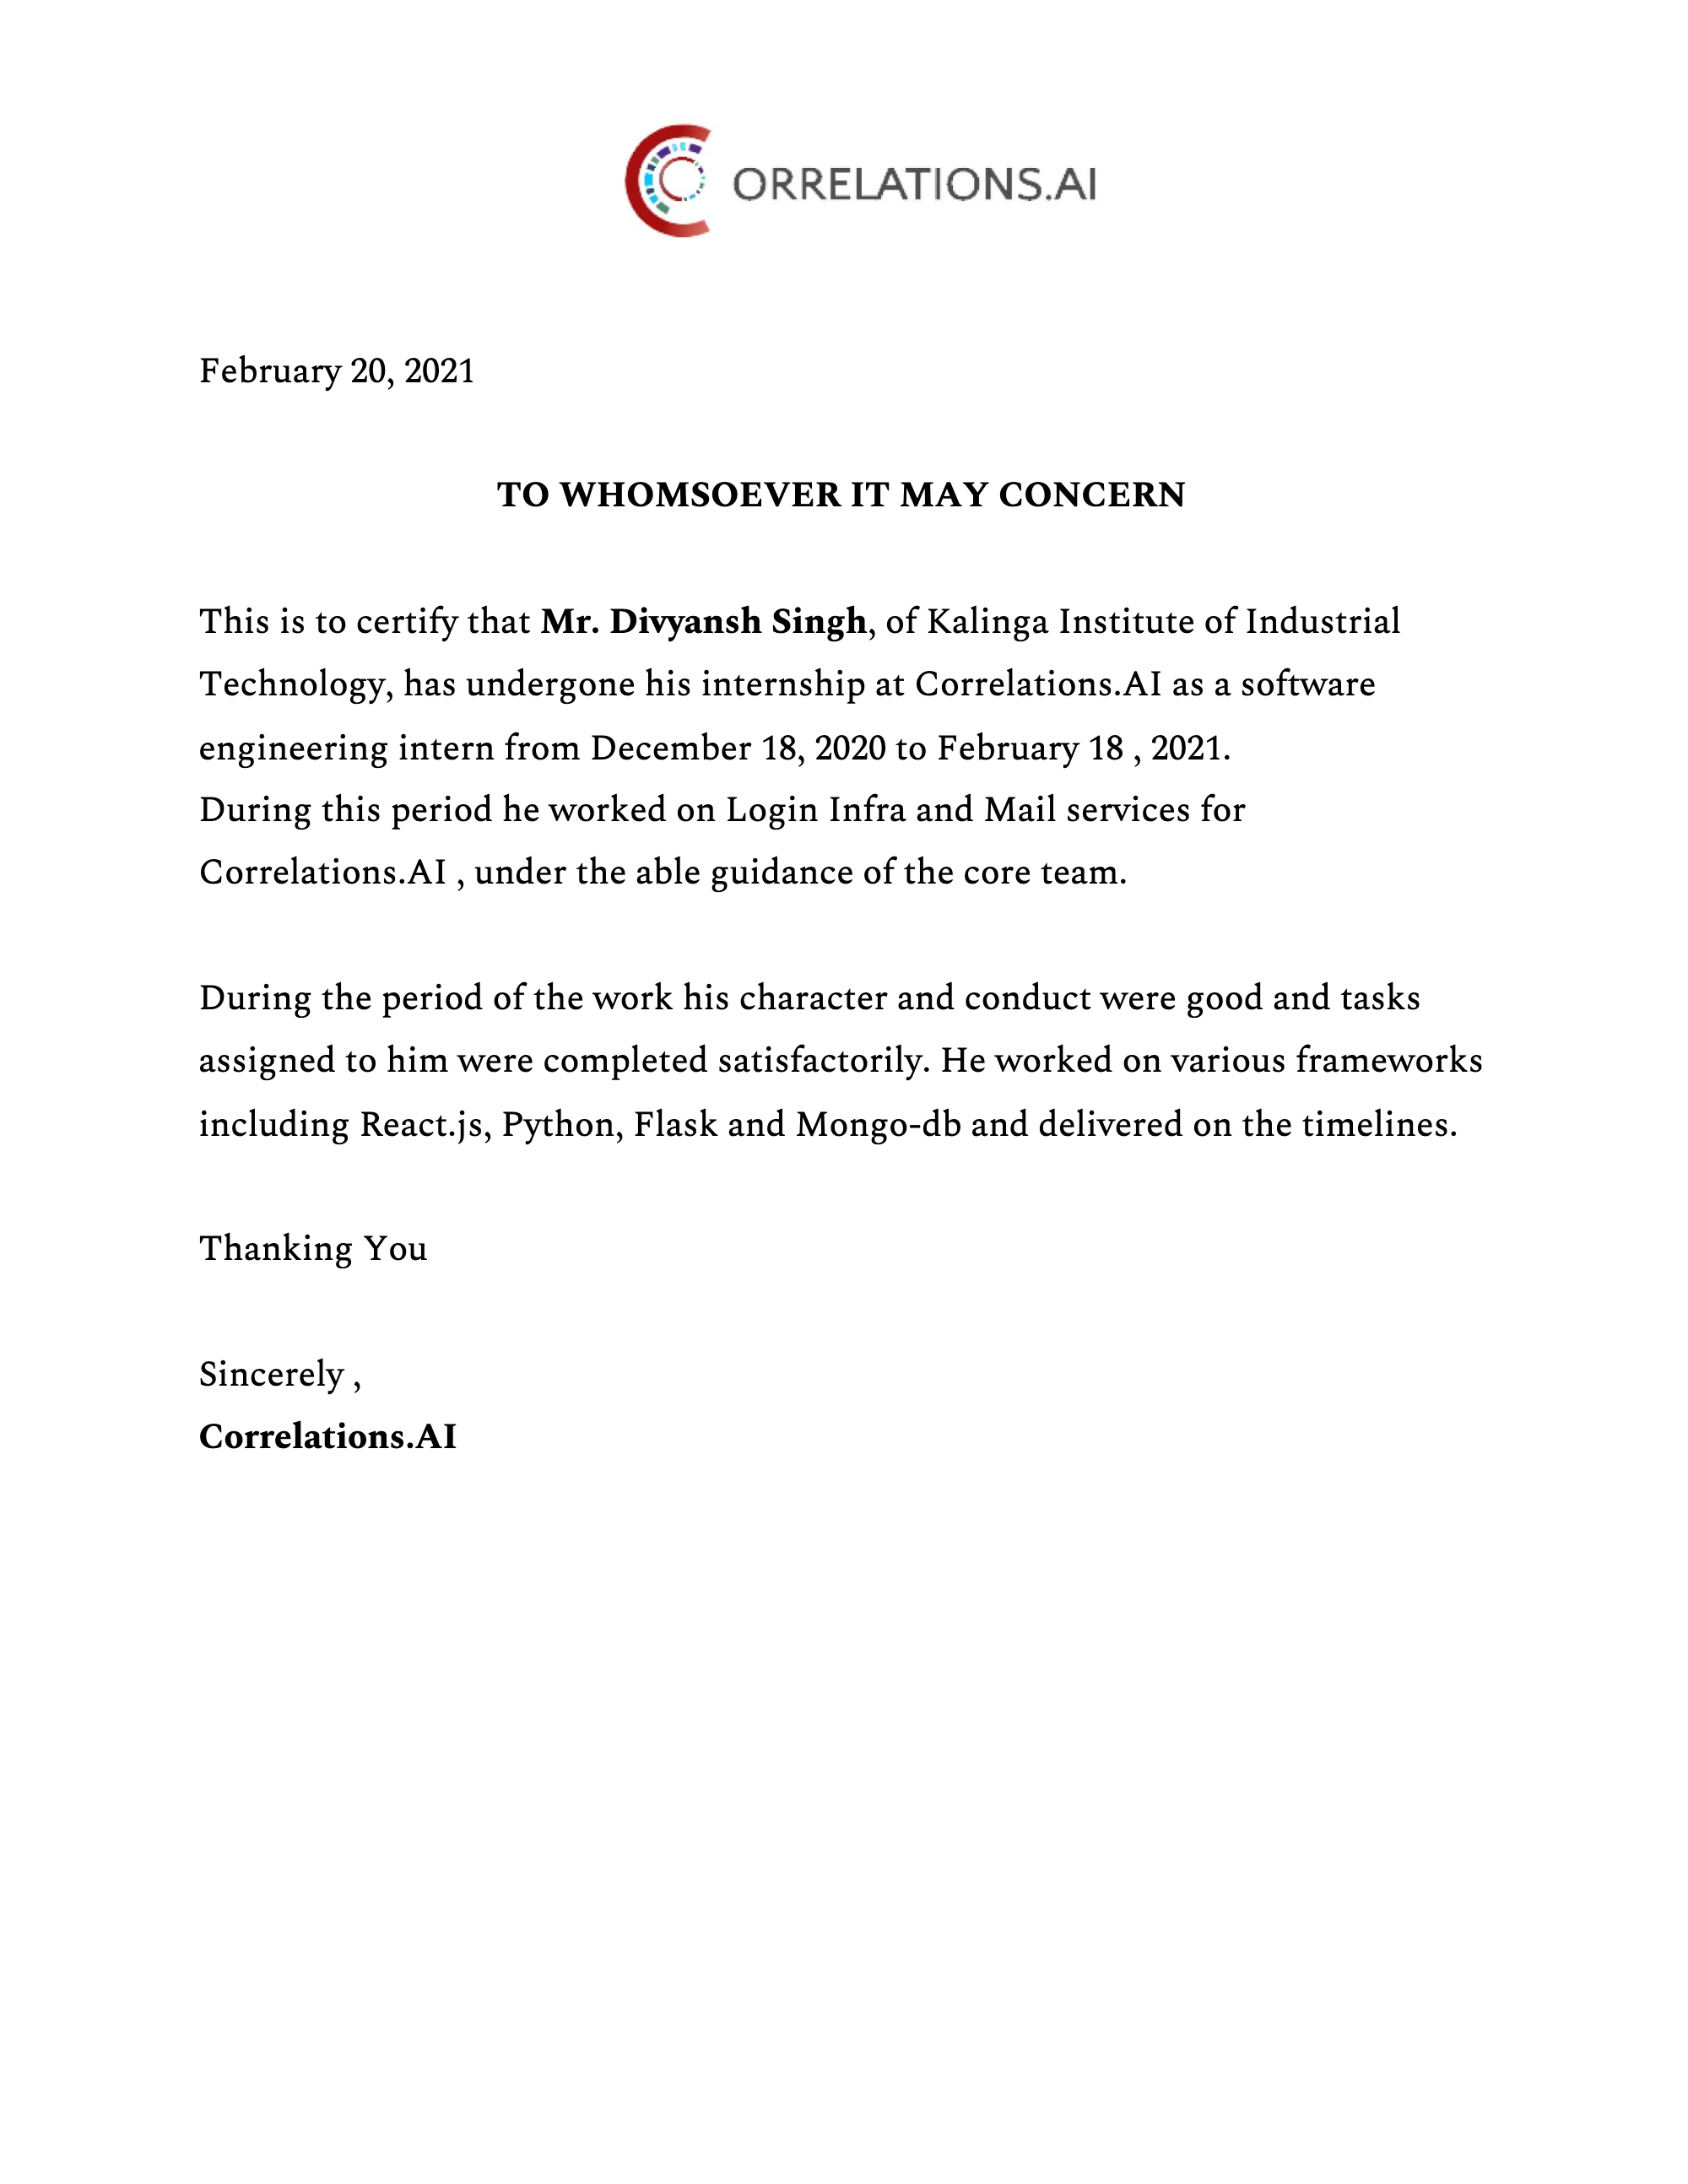 CORRELATIONS.AI
February 20, 2021
TO WHOMSOEVER IT MAY CONCERN
This is to certify that Mr. Divyansh Singh, of Kalinga Institute of Industrial
Technology, has undergone his internship at Correlations.AI as a software
engineering intern from December 18, 2020 to February 18 , 2021.
During this period he worked on Login Infra and Mail services for
Correlations.AI , under the able guidance of the core team.
During the period of the work his character and conduct were good and tasks
assigned to him were completed satisfactorily. He worked on various frameworks
including React.js, Python, Flask and Mongo-db and delivered on the timelines.
Thanking You
Sincerely ,
Correlations.AI